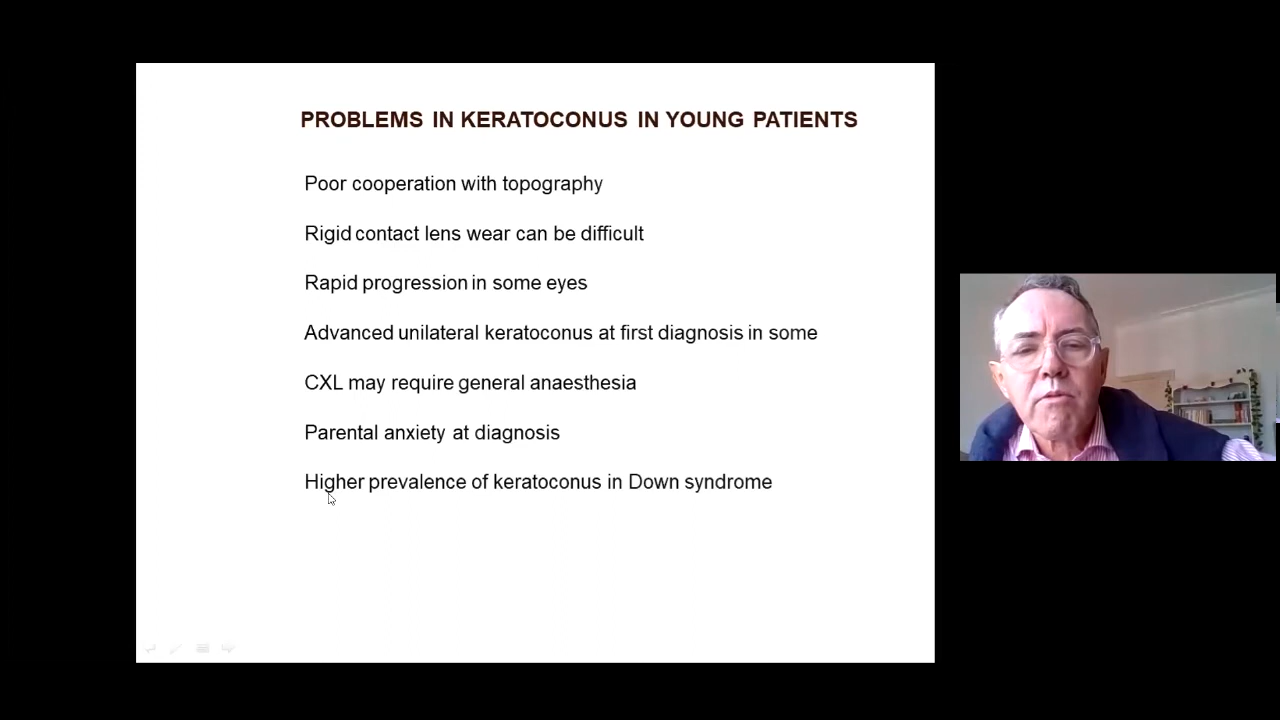 PROBLEMS IN KERATOCONUS IN YOUNG PATIENTS
Poor cooperation with topography
Rigid contact lens wear can be difficult
Rapid progression in some eyes
Advanced unilateral keratoconus at first diagnosis in some
CXL may require general anaesthesia
Parental anxiety at diagnosis
Higher prevalence of keratoconus in Down syndrome